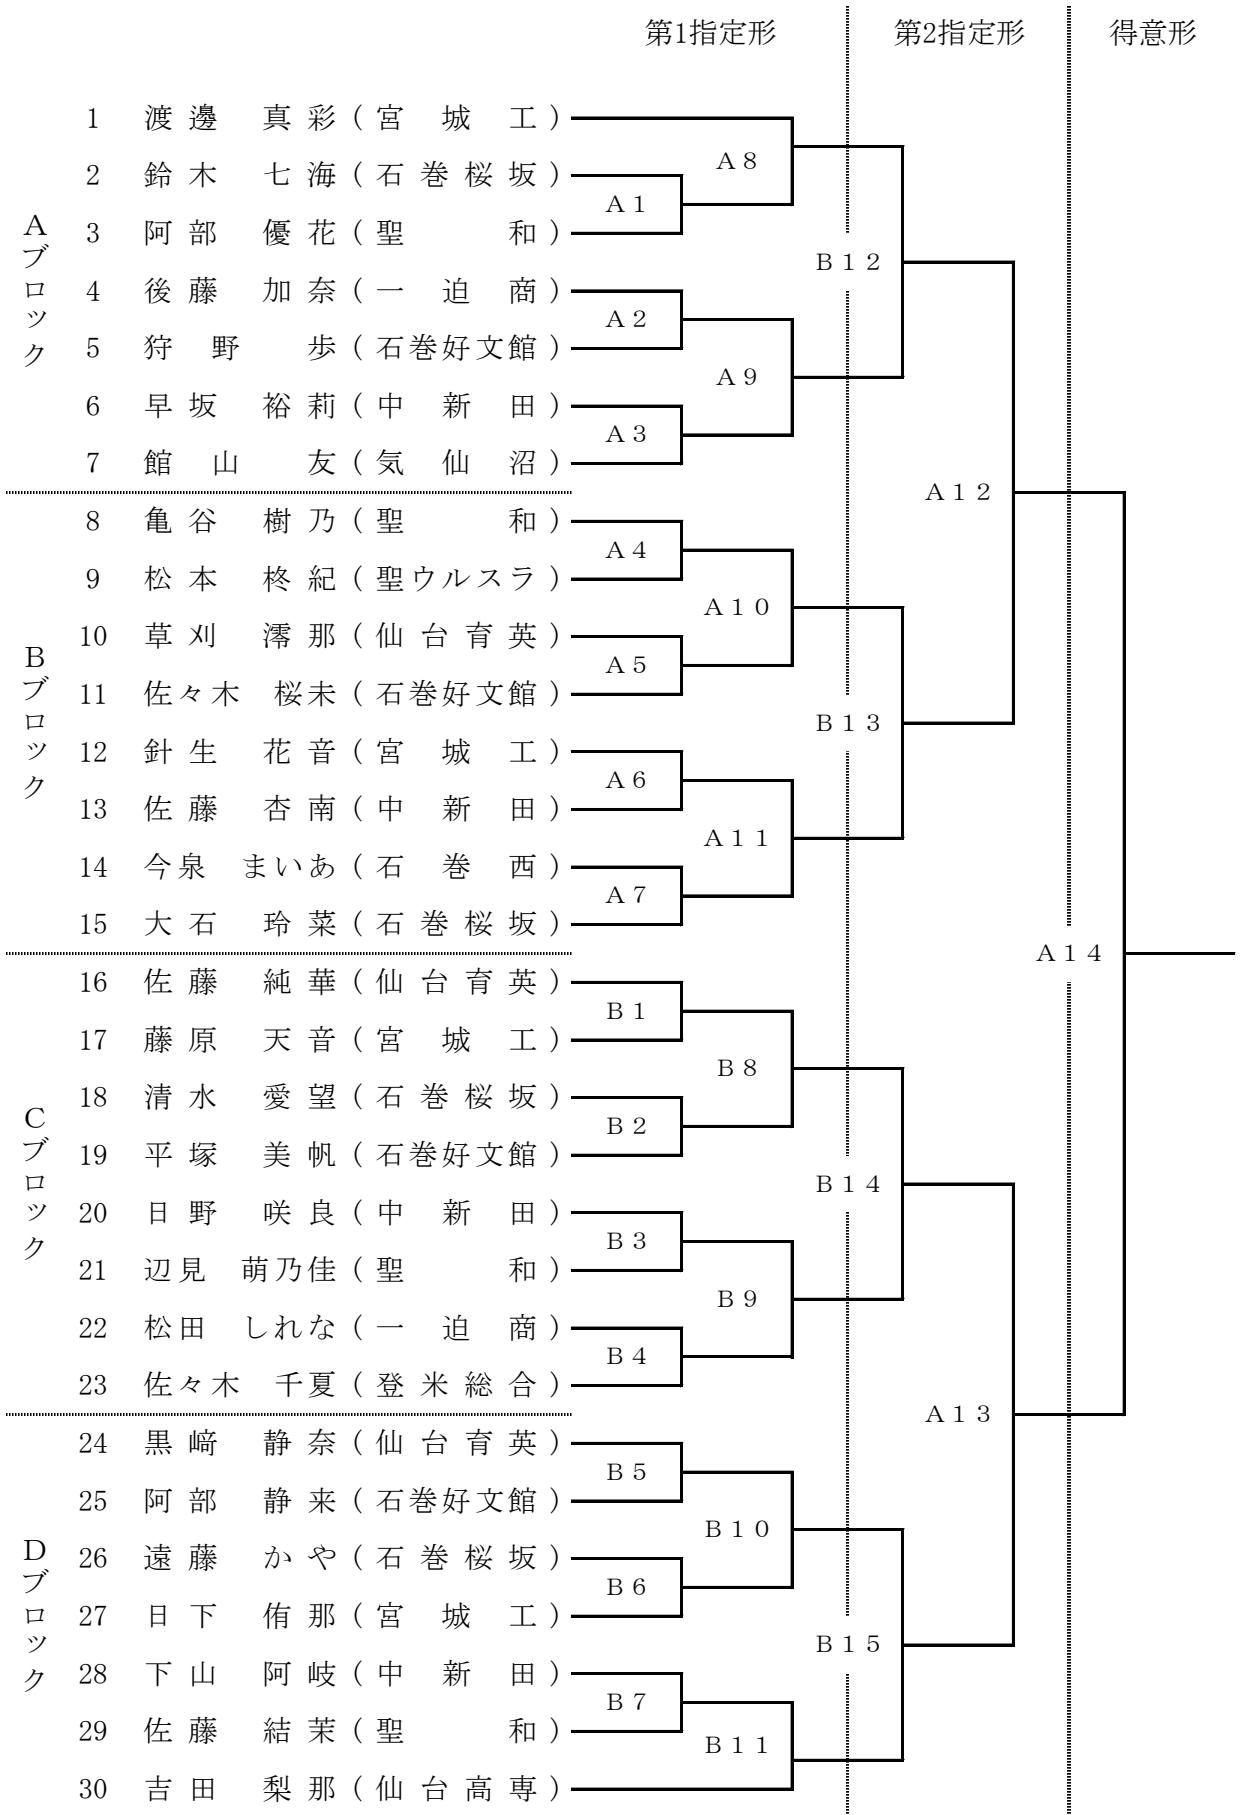 第1指定形 第2指定形 得意形
Aブロック
1 渡邊 真彩(宮城工)
2 鈴木 七海(石巻桜坂)
3 阿部 優花(聖和)
4 後藤 加奈(一迫商)
5 狩野 歩(石巻好文館)
6 早坂 裕莉(中新田)
7 館山 友(気仙沼)
A8
A1
B12
A2
A9
A3
A12
Bブロック
8 亀谷 樹乃(聖和)
9 松本 柊紀(聖ウルスラ)
10 草刈 澪那(仙台育英)
11 佐々木 桜未(石巻好文館)
12 針生 花音(宮城工)
13 佐藤 杏南(中新田)
14 今泉 まいあ(石巻西)
15 大石 玲菜(石巻桜坂)
A4
A10
A5
B13
A6
A11
A7
A14
Cブロック
16 佐藤 純華(仙台育英)
17 藤原 天音(宮城工)
18 清水 愛望(石巻桜坂)
19 平塚 美帆(石巻好文館)
20 日野 咲良(中新田)
21 辺見 萌乃佳(聖和)
22 松田 しれな(一迫商)
23 佐々木 千夏(登米総合)
B1
B8
B2
B14
B3
B9
B4
A13
Dブロック
24 黒﨑 静奈(仙台育英)
25 阿部 静来(石巻好文館)
26 遠藤 かや(石巻桜坂)
27 日下 侑那(宮城工)
28 下山 阿岐(中新田)
29 佐藤 結茉(聖和)
30 吉田 梨那(仙台高専)
B5
B10
B6
B15
B7
B11